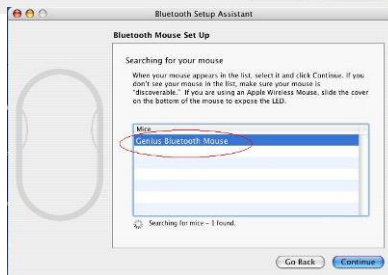 Bluetooth Setup Assistant
Bluetooth Mouse Set Up
Searching for your mouse
When your mouse appears in the list, select it and click Continue. If you
don't see your mouse in the list, make sure your mouse is
"discoverable." If you are using an Apple Wireless Mouse, slide the cover
on the bottom of the mouse to expose the LED.
Mice
Genius Bluetooth Mouse
Searching for mice – 1 found.
Go Back
Continue